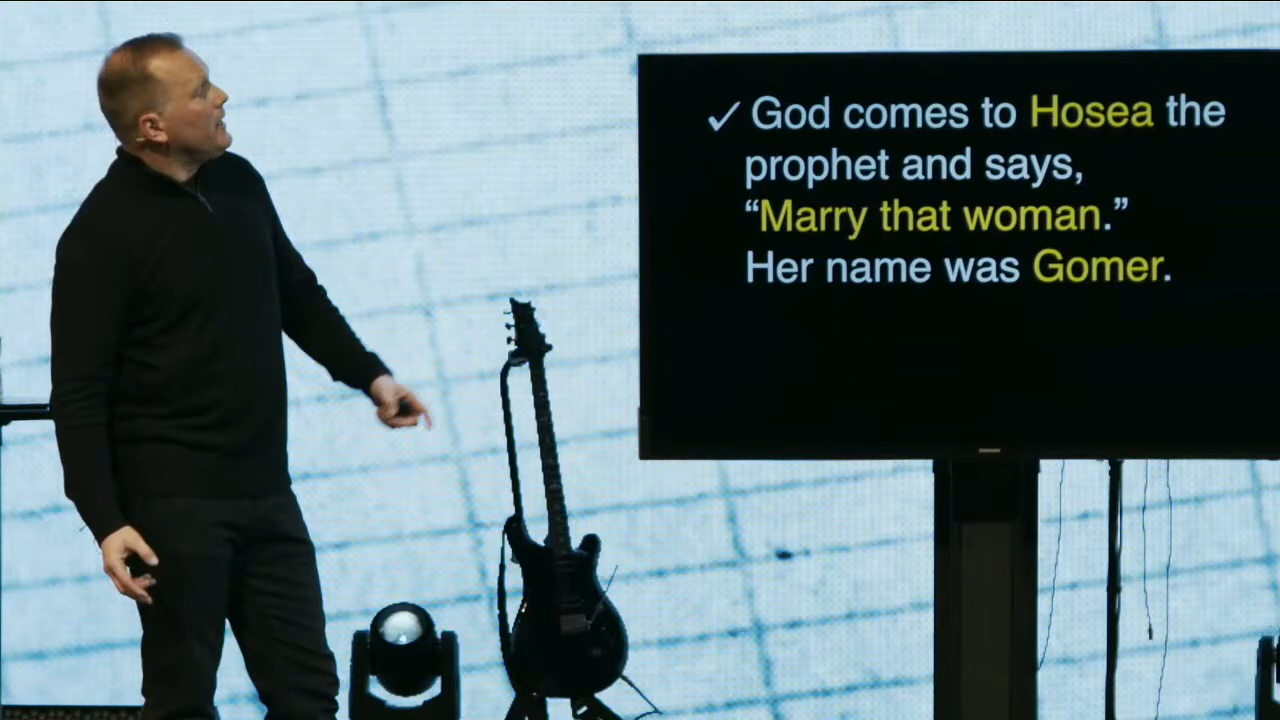 ✓ God comes to Hosea the
prophet and says,
“Marry that woman.”
Her name was Gomer.